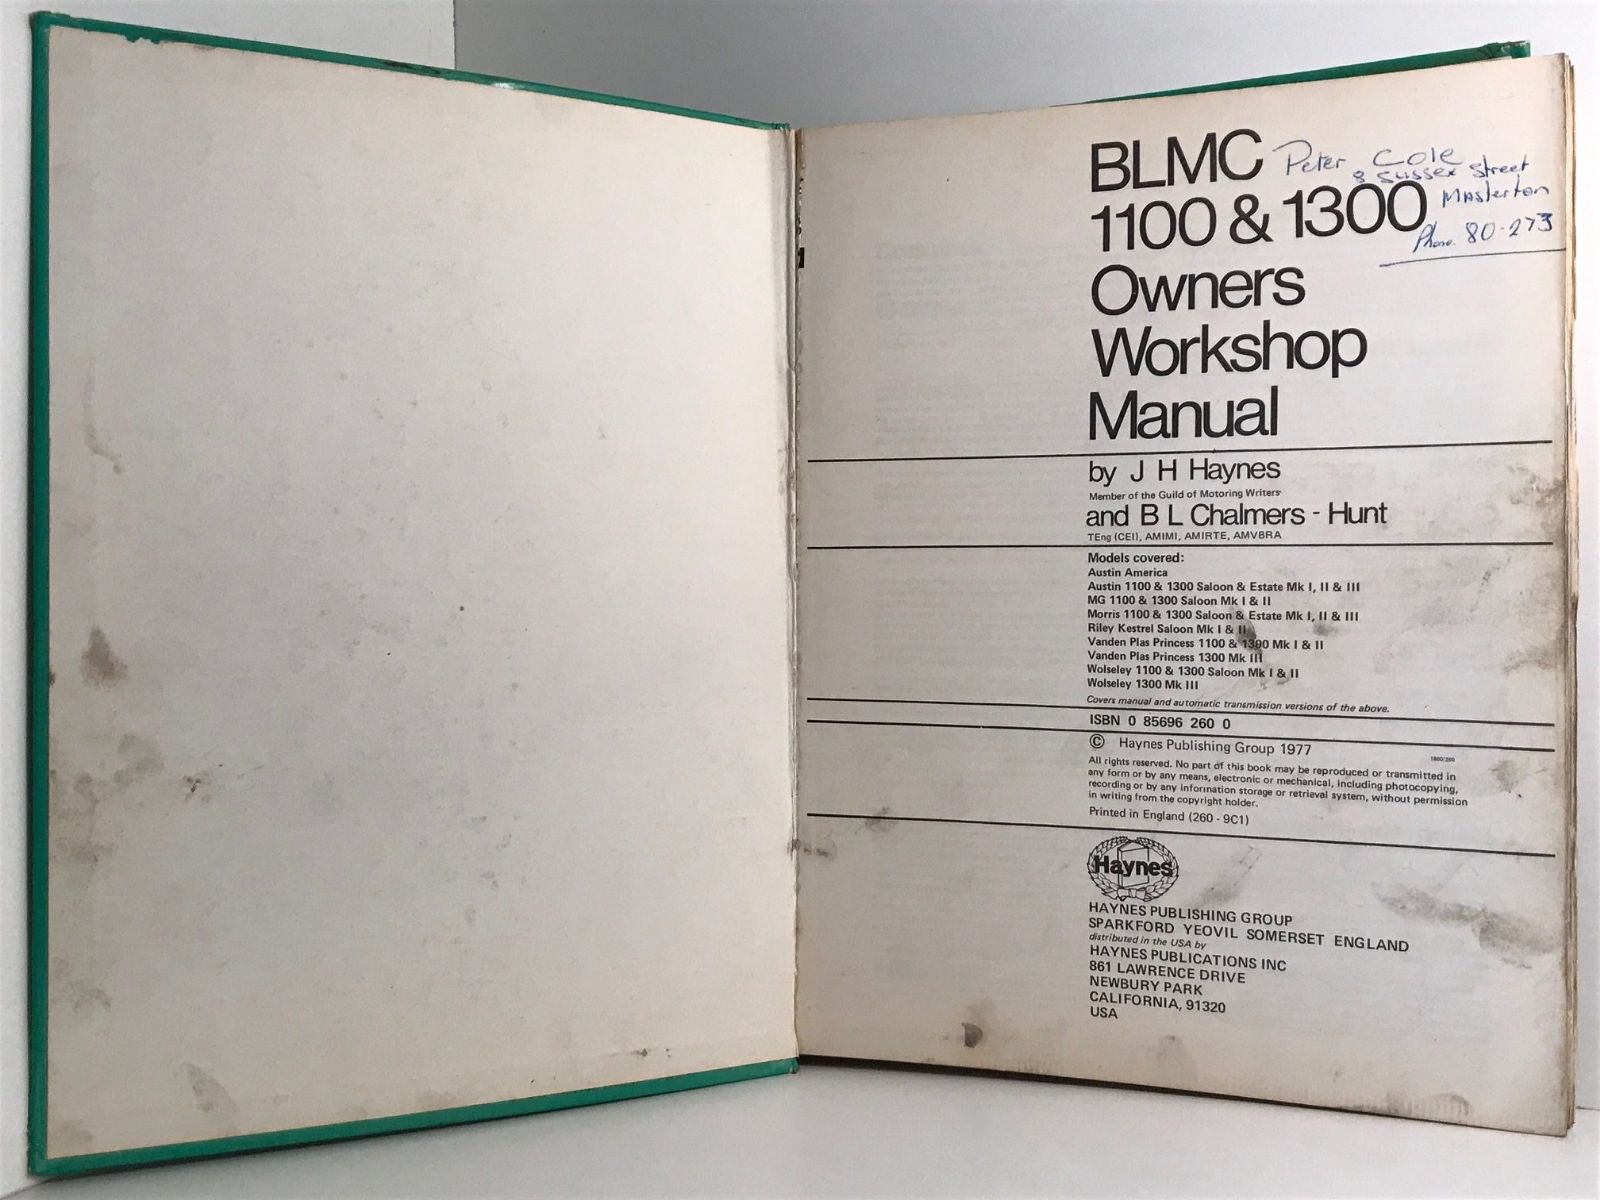 BLMC
1100 & 1300
Owners
Workshop
Manual
Peter Cole
8 Sussex Street
Masterton
Phone. 80-273
by J H Haynes
Member of the Guild of Motoring Writers
and B L Chalmers - Hunt
TEng (CEI), AMIMI, AMIRTE, AMVBRA
Models covered:
Austin America
Austin 1100 & 1300 Saloon & Estate Mk I, II & III
MG 1100 & 1300 Saloon Mk I & II
Morris 1100 & 1300 Saloon & Estate Mk I, II & III
Riley Kestrel Saloon Mk I & II
Vanden Plas Princess 1100 & 1300 Mk I & II
Vanden Plas Princess 1300 Mk III
Wolseley 1100 & 1300 Saloon Mk I & II
Wolseley 1300 Mk III
Covers manual and automatic transmission versions of the above.
ISBN 0 85696 260 0
© Haynes Publishing Group 1977
All rights reserved. No part of this book may be reproduced or transmitted in
any form or by any means, electronic or mechanical, including photocopying,
recording or by any information storage or retrieval system, without permission
in writing from the copyright holder.
Printed in England (260 - 9C1)
Haynes
HAYNES PUBLISHING GROUP
SPARKFORD YEOVIL SOMERSET ENGLAND
distributed in the USA by
HAYNES PUBLICATIONS INC
861 LAWRENCE DRIVE
NEWBURY PARK
CALIFORNIA, 91320
USA